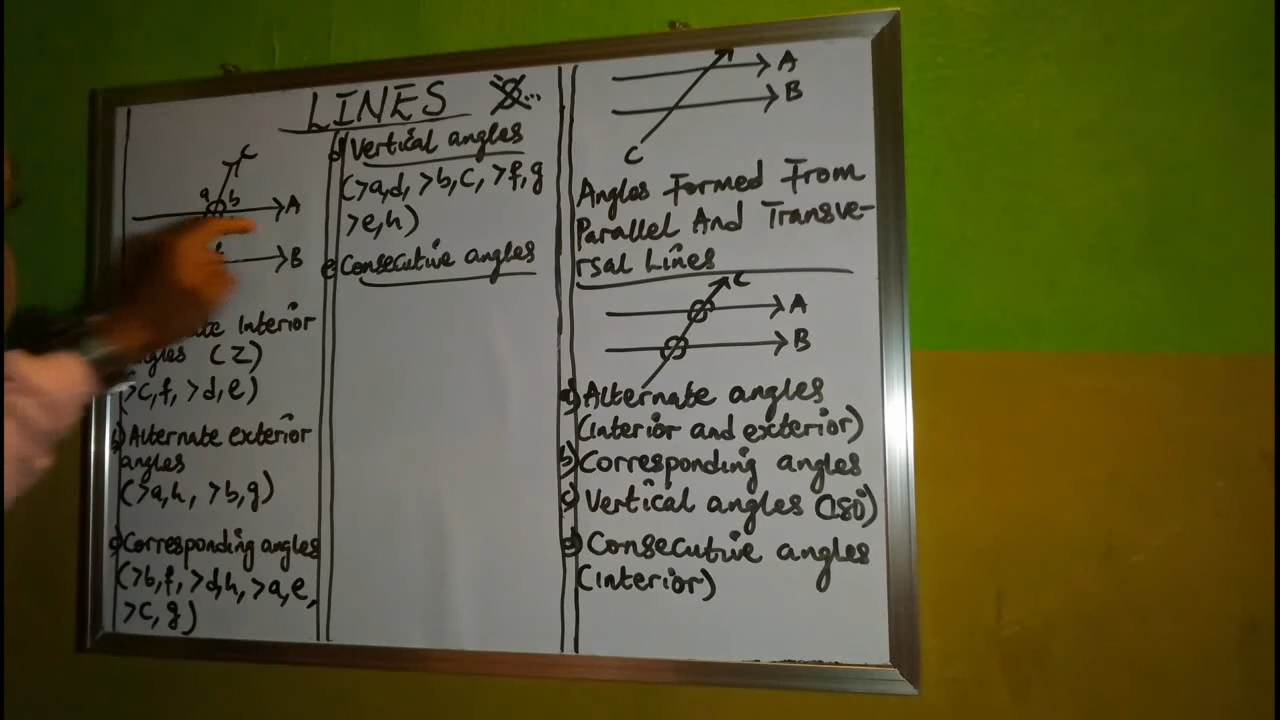 LINES
C
a b
A
B
Interior
(Z)
>C,f, >d,e)
b) Alternate exterior
angles
(>a,h, >b,g)
c) Corresponding angles
(>b,f, >d,h, >a,e,
>C,g)
d) Vertical angles
(>a,d, >b,C, >f,g
>e,h)
e) Consecutive angles
A
B
C
Angles Formed From
Parallel And Transve-
rsal Lines
C
A
B
a) Alternate angles
(interior and exterior)
b) Corresponding angles
c) Vertical angles (180°)
d) Consecutive angles
(interior)